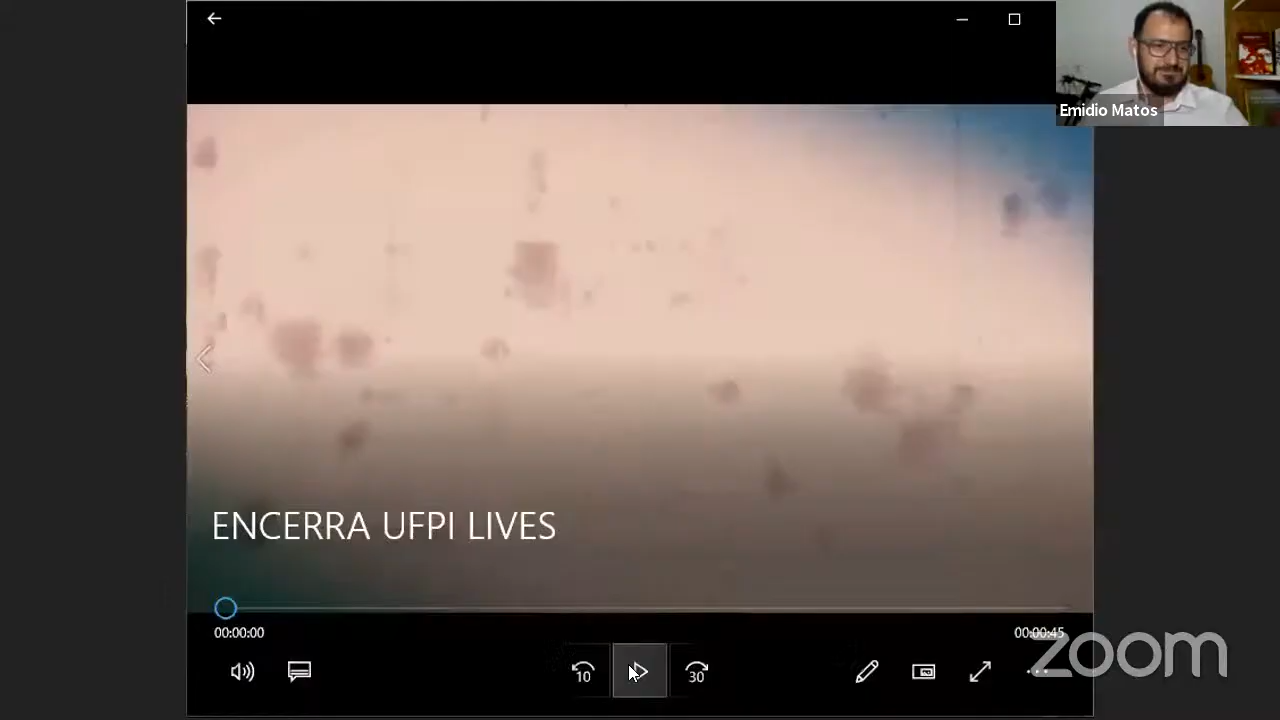 Emidio Matos
ENCERRA UFPI LIVES
00:00:00
00:00:45
10
30
zoom